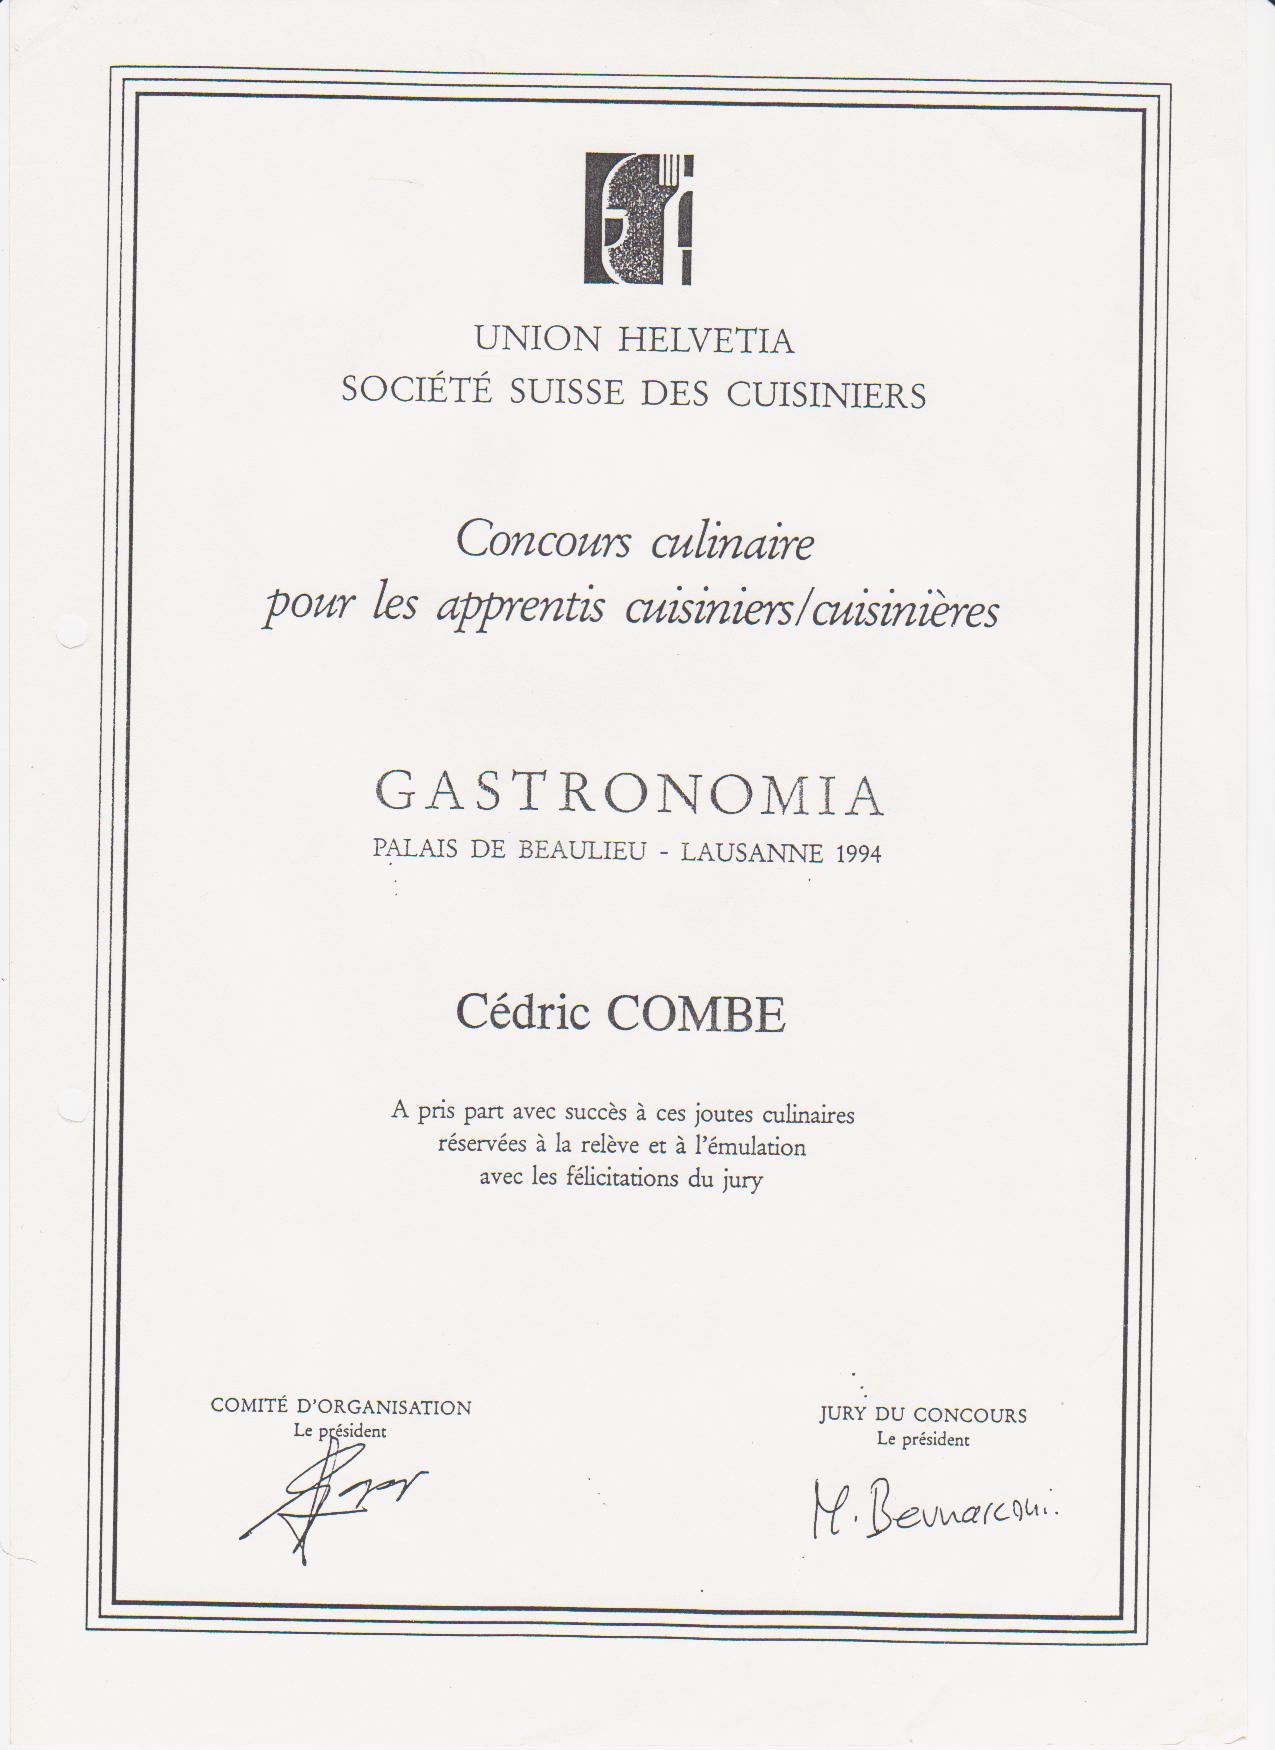 UNION HELVETIA
SOCIÉTÉ SUISSE DES CUISINIERS
Concours culinaire
pour les apprentis cuisiniers/cuisinières
GASTRONOMIA
PALAIS DE BEAULIEU - LAUSANNE 1994
Cédric COMBE
A pris part avec succès à ces joutes culinaires
réservées à la relève et à l'émulation
avec les félicitations du jury
COMITÉ D'ORGANISATION
Le président
JURY DU CONCOURS
Le président
M. Bernasconi.